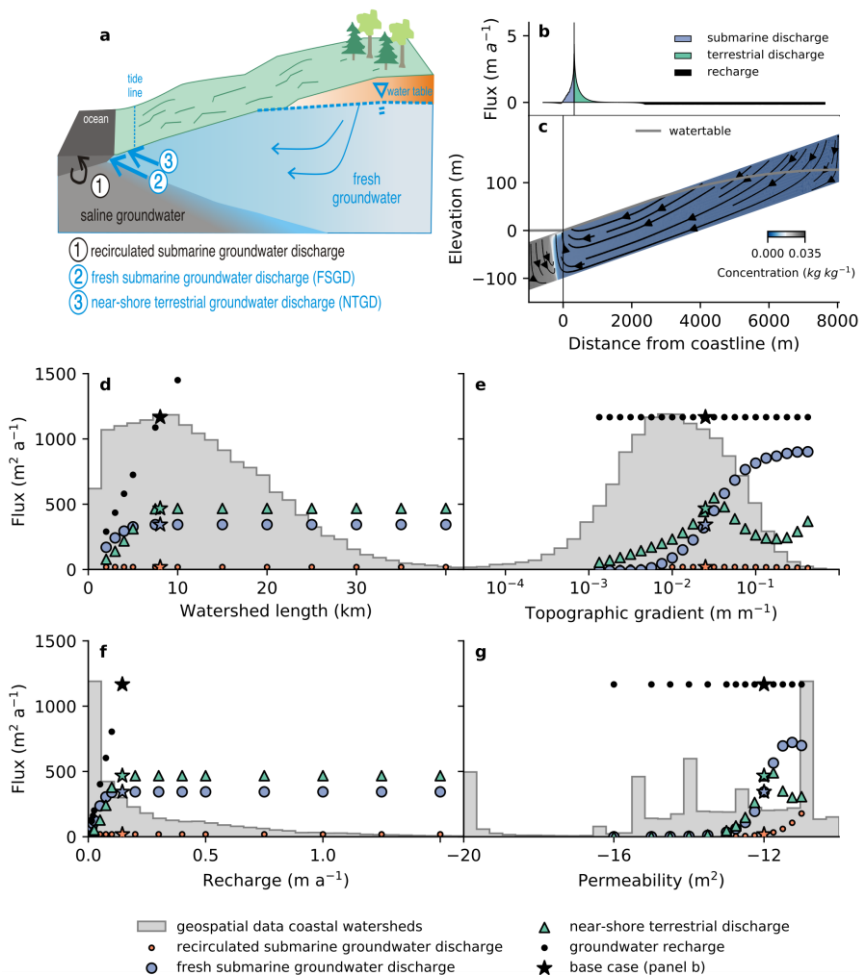 a
tide
line
ocean
water table
fresh
groundwater
saline groundwater
1
2
3
1 recirculated submarine groundwater discharge
2 fresh submarine groundwater discharge (FSGD)
3 near-shore terrestrial groundwater discharge (NTGD)
b
submarine discharge
terrestrial discharge
recharge
Flux (m a⁻¹)
5
0
c
watertable
Elevation (m)
100
0
−100
0.000
0.035
Concentration (kg kg⁻¹)
0 2000 4000 6000 8000
Distance from coastline (m)
d
Flux (m² a⁻¹)
1500
1000
500
0
0 10 20 30
Watershed length (km)
e
10⁻⁴ 10⁻³ 10⁻² 10⁻¹
Topographic gradient (m m⁻¹)
f
Flux (m² a⁻¹)
1500
1000
500
0
0.0 0.5 1.0
Recharge (m a⁻¹)
g
−20 −16 −12
Permeability (m²)
geospatial data coastal watersheds
recirculated submarine groundwater discharge
fresh submarine groundwater discharge
near-shore terrestrial discharge
groundwater recharge
base case (panel b)